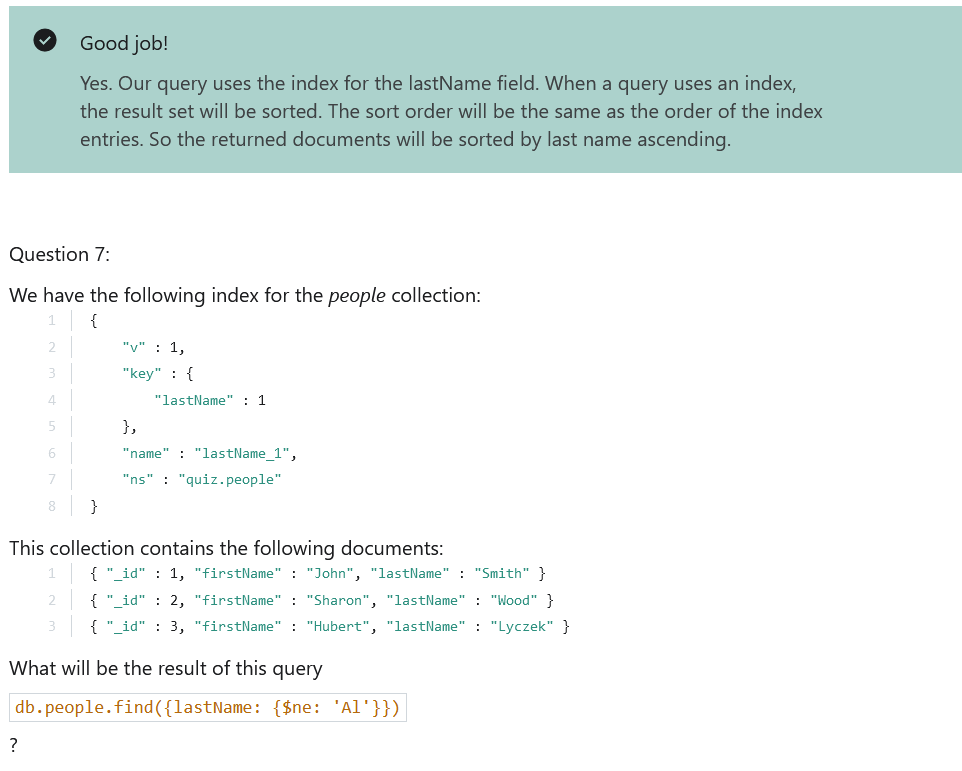 Good job!
Yes. Our query uses the index for the lastName field. When a query uses an index,
the result set will be sorted. The sort order will be the same as the order of the index
entries. So the returned documents will be sorted by last name ascending.
Question 7:
We have the following index for the people collection:
1 {
2 "v" : 1,
3 "key" : {
4 "lastName" : 1
5 },
6 "name" : "lastName_1",
7 "ns" : "quiz.people"
8 }
This collection contains the following documents:
1 { "_id" : 1, "firstName" : "John", "lastName" : "Smith" }
2 { "_id" : 2, "firstName" : "Sharon", "lastName" : "Wood" }
3 { "_id" : 3, "firstName" : "Hubert", "lastName" : "Lyczek" }
What will be the result of this query
db.people.find({lastName: {$ne: 'Al'}})
?